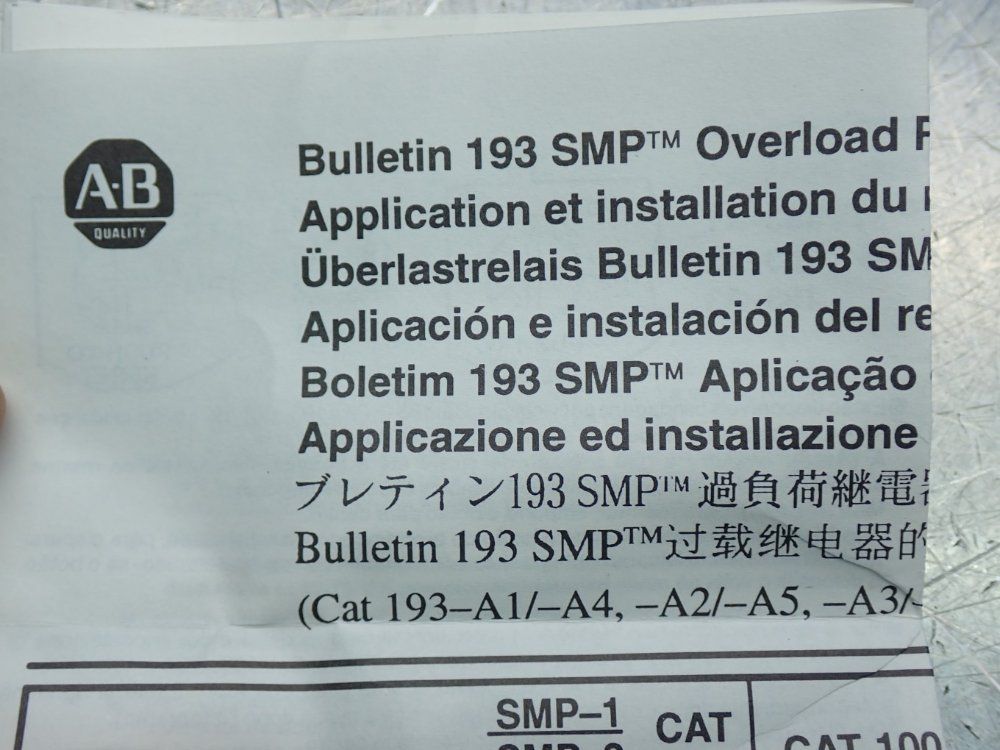 A-B
QUALITY
Bulletin 193 SMP™ Overload
Application et installation du
Überlastrelais Bulletin 193 SM
Aplicación e instalación del re
Boletim 193 SMP™ Aplicação
Applicazione ed installazione
ブレティン193 SMP™ 過負荷継電器
Bulletin 193 SMP™过载继电器的
(Cat 193–A1/–A4, –A2/–A5, –A3/–
SMP–1 CAT
CAT 100